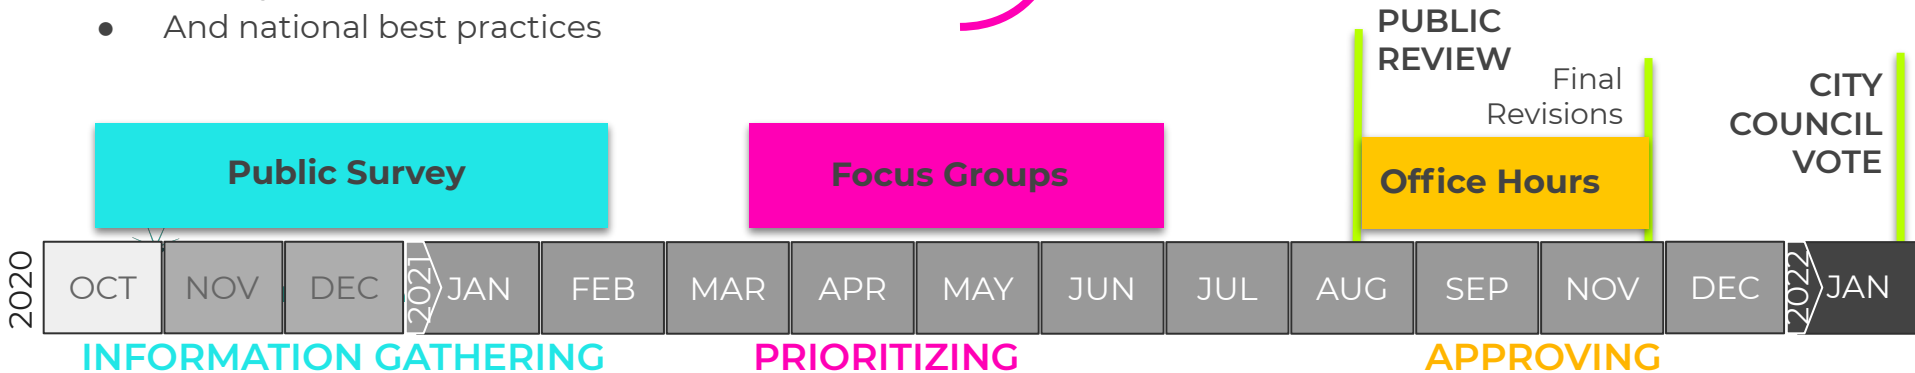 ● And national best practices
PUBLIC
REVIEW
Final
Revisions
CITY
COUNCIL
VOTE
Public Survey
Focus Groups
Office Hours
2020 OCT NOV DEC 2021 JAN FEB MAR APR MAY JUN JUL AUG SEP NOV DEC 2022 JAN
INFORMATION GATHERING PRIORITIZING APPROVING